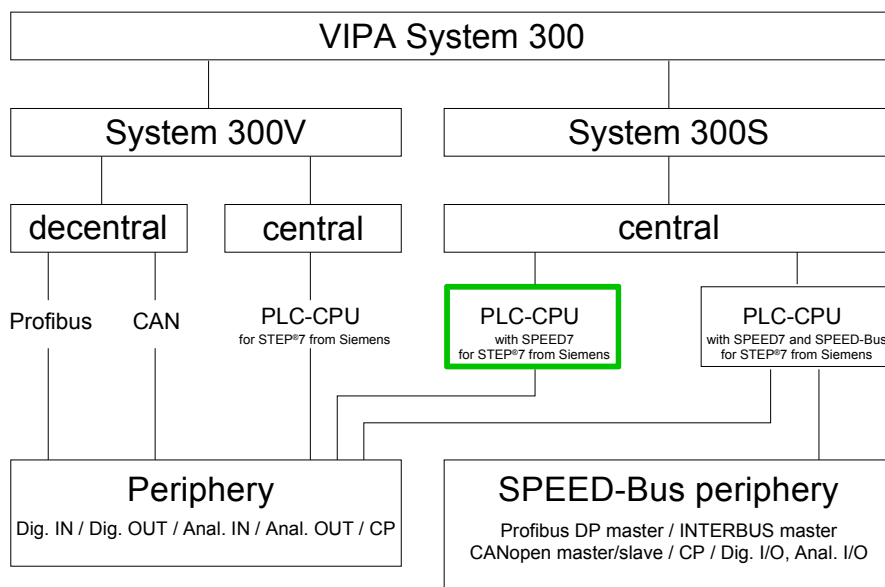 VIPA System 300
System 300V
System 300S
decentral
central
central
Profibus
CAN
PLC-CPU
for STEP®7 from Siemens
PLC-CPU
with SPEED7
for STEP®7 from Siemens
PLC-CPU
with SPEED7 and SPEED-Bus
for STEP®7 from Siemens
Periphery
Dig. IN / Dig. OUT / Anal. IN / Anal. OUT / CP
SPEED-Bus periphery
Profibus DP master / INTERBUS master
CANopen master/slave / CP / Dig. I/O, Anal. I/O